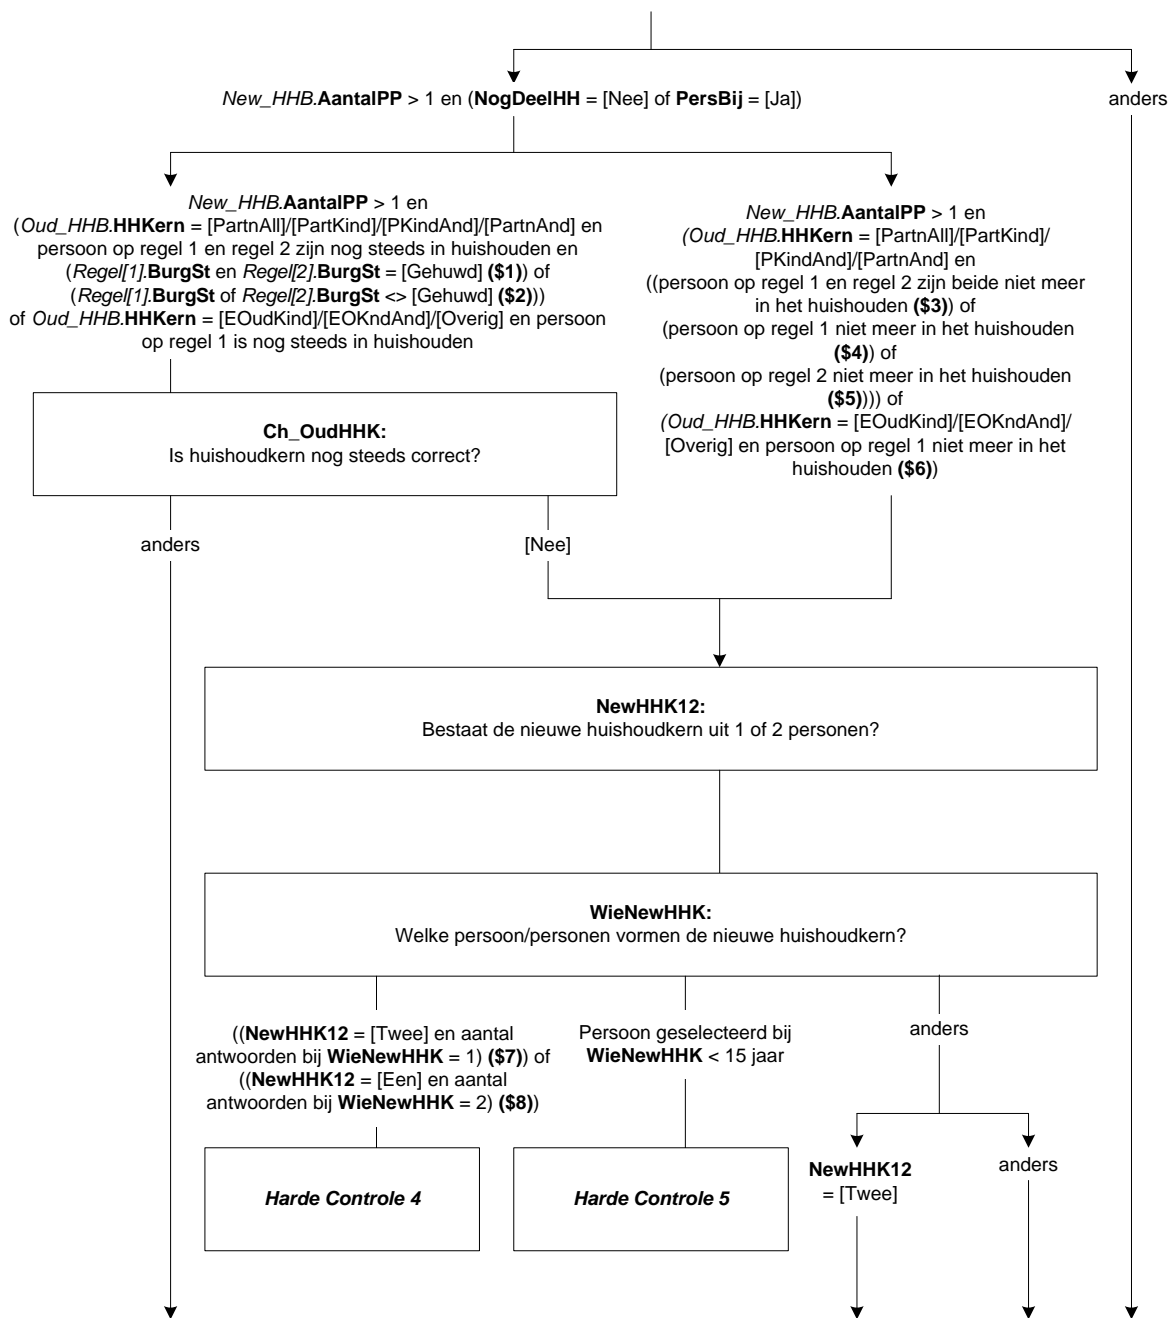 New_HHB.AantalPP > 1 en (NogDeelHH = [Nee] of PersBij = [Ja])
anders
New_HHB.AantalPP > 1 en
(Oud_HHB.HHKern = [PartnAll]/[PartKind]/[PKindAnd]/[PartnAnd] en
persoon op regel 1 en regel 2 zijn nog steeds in huishouden en
(Regel[1].BurgSt en Regel[2].BurgSt = [Gehuwd] ($1)) of
(Regel[1].BurgSt of Regel[2].BurgSt <> [Gehuwd] ($2)))
of Oud_HHB.HHKern = [EOudKind]/[EOKndAnd]/[Overig] en persoon
op regel 1 is nog steeds in huishouden
New_HHB.AantalPP > 1 en
(Oud_HHB.HHKern = [PartnAll]/[PartKind]/
[PKindAnd]/[PartnAnd] en
((persoon op regel 1 en regel 2 zijn beide niet meer
in het huishouden ($3)) of
(persoon op regel 1 niet meer in het huishouden
($4)) of
(persoon op regel 2 niet meer in het huishouden
($5)))) of
(Oud_HHB.HHKern = [EOudKind]/[EOKndAnd]/
[Overig] en persoon op regel 1 niet meer in het
huishouden ($6))
Ch_OudHHK:
Is huishoudkern nog steeds correct?
anders
[Nee]
NewHHK12:
Bestaat de nieuwe huishoudkern uit 1 of 2 personen?
WieNewHHK:
Welke persoon/personen vormen de nieuwe huishoudkern?
((NewHHK12 = [Twee] en aantal
antwoorden bij WieNewHHK = 1) ($7)) of
((NewHHK12 = [Een] en aantal
antwoorden bij WieNewHHK = 2) ($8))
Persoon geselecteerd bij
WieNewHHK < 15 jaar
anders
Harde Controle 4
Harde Controle 5
NewHHK12
= [Twee]
anders